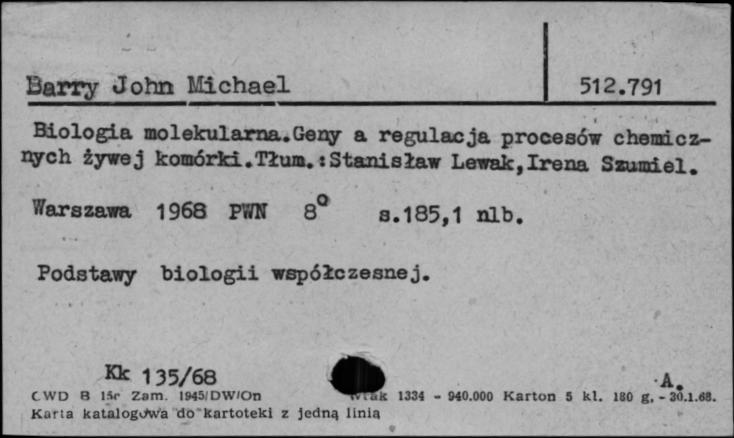 Barry John Michael 512.791
Biologia molekularna.Geny a regulacja procesów chemicz-
nych żywej komórki.Tłum.:Stanisław Lewak,Irena Szumiel.
Warszawa 1968 PWN 8° s.185,1 nlb.
Podstawy biologii współczesnej.
Kk 135/68 A.
CWD B 15r Zam. 1945/DW/On 1334 - 940.000 Karton 5 kl. 180 g. - 30.1.68.
Karta katalogowa do kartoteki z jedną linią